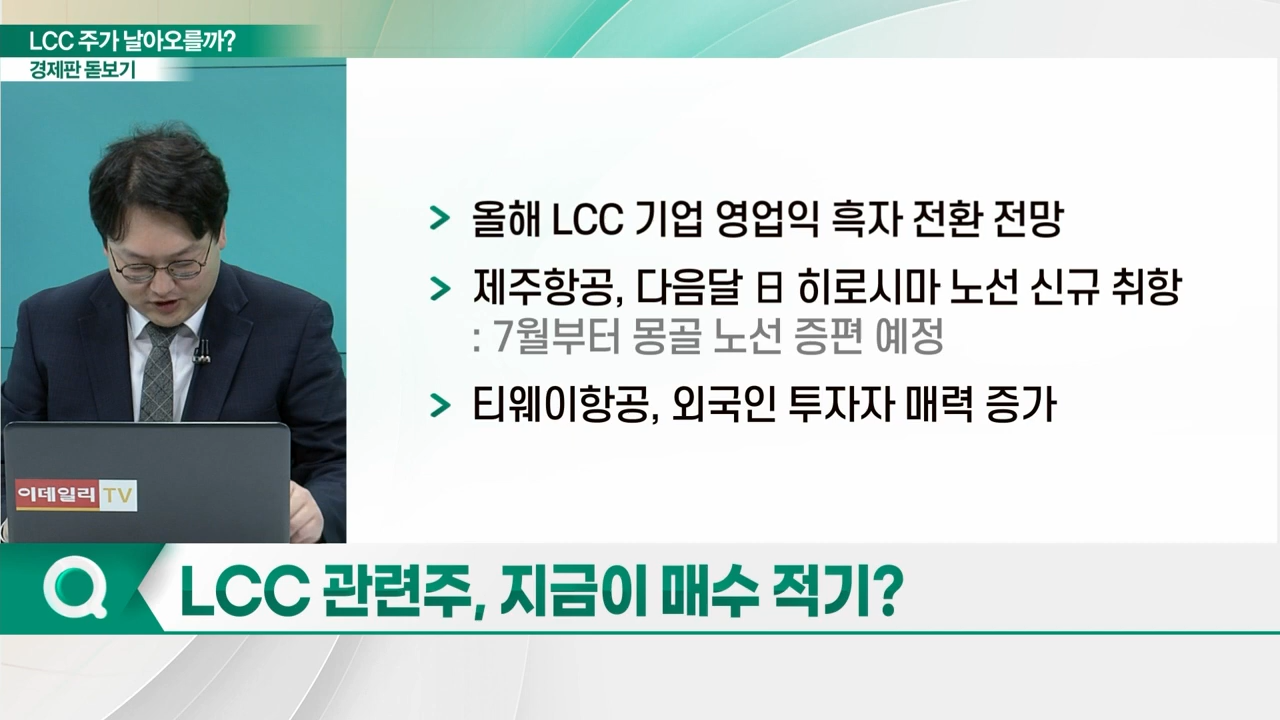 LCC 주가 날아오를까?
경제판 돋보기
> 올해 LCC 기업 영업익 흑자 전환 전망
> 제주항공, 다음달 日 히로시마 노선 신규 취항
: 7월부터 몽골 노선 증편 예정
> 티웨이항공, 외국인 투자자 매력 증가
이데일리 TV
Q LCC 관련주, 지금이 매수 적기?